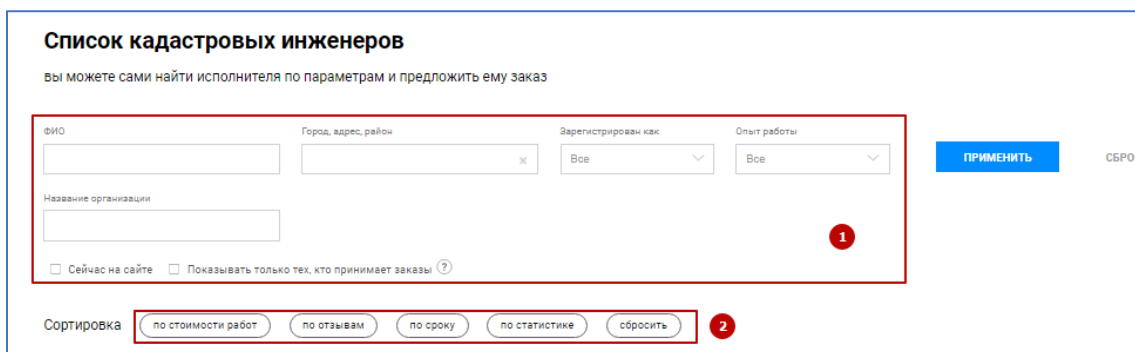 Список кадастровых инженеров
вы можете сами найти исполнителя по параметрам и предложить ему заказ
ФИО Город, адрес, район Зарегистрирован как Опыт работы
Все Все ПРИМЕНИТЬ СБРО
Название организации
1
Сейчас на сайте Показывать только тех, кто принимает заказы ?
Сортировка по стоимости работ по отзывам по сроку по статистике сбросить 2